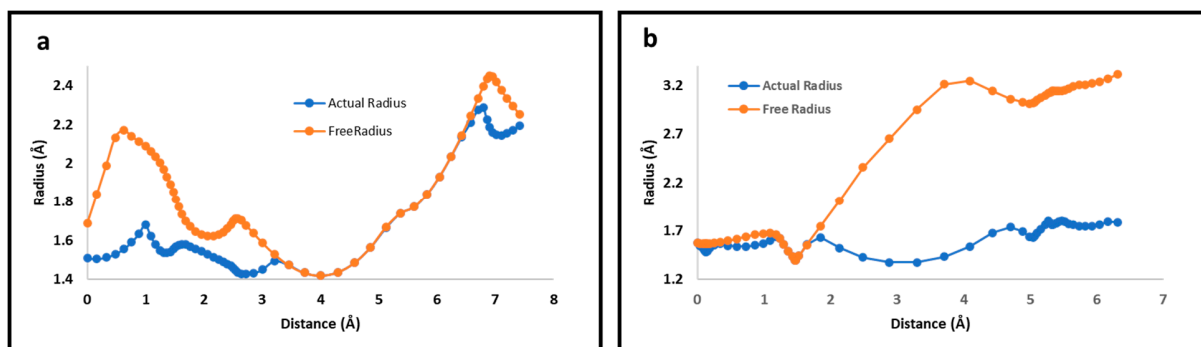 a
2.4
2.2
2
1.8
1.6
1.4
Radius (Å)
Actual Radius
FreeRadius
0 1 2 3 4 5 6 7 8
Distance (Å)
b
3.2
2.7
2.2
1.7
1.2
Radius (Å)
Actual Radius
Free Radius
0 1 2 3 4 5 6 7
Distance (Å)